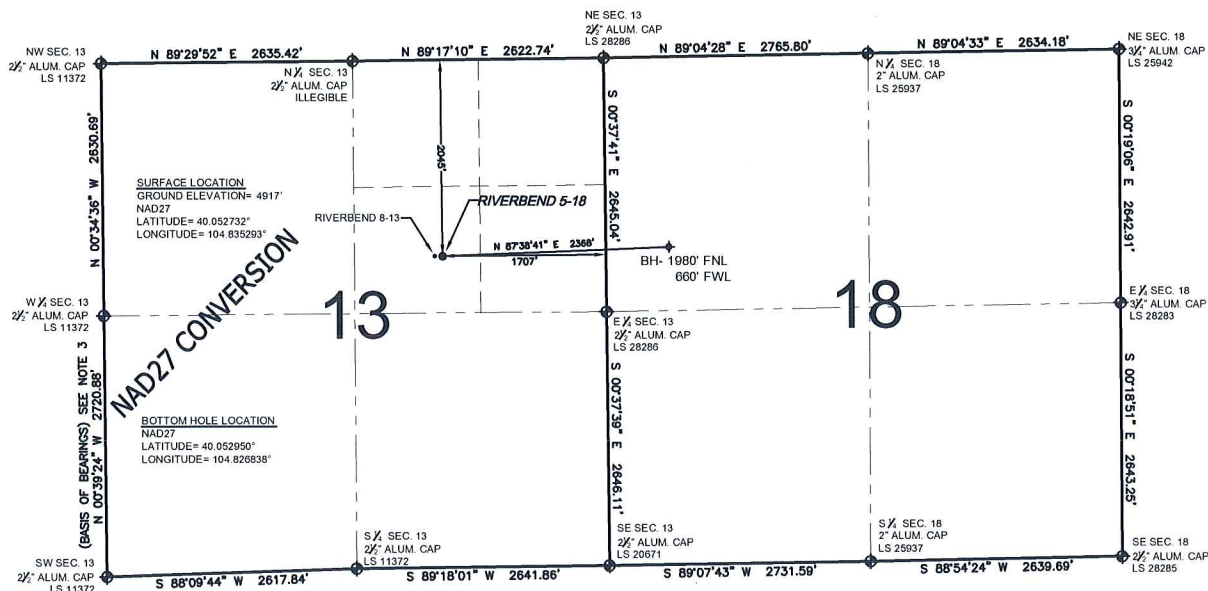 NW SEC. 13
2½" ALUM. CAP
LS 11372
N 89°29'52" E 2635.42'
N ¼ SEC. 13
2½" ALUM. CAP
ILLEGIBLE
N 89°17'10" E 2622.74'
NE SEC. 13
2½" ALUM. CAP
LS 28286
N 89°04'28" E 2765.80'
N ¼ SEC. 18
2" ALUM. CAP
LS 25937
N 89°04'33" E 2634.18'
NE SEC. 18
3¼" ALUM. CAP
LS 25942
N 00°34'36" W 2630.69'
SURFACE LOCATION
GROUND ELEVATION= 4917'
NAD27
LATITUDE= 40.052732°
LONGITUDE= 104.835293°
2045'
RIVERBEND 5-18
RIVERBEND 8-13
N 87°38'41" E 2368'
1707'
S 00°37'41" E 2645.04'
BH- 1980' FNL
660' FWL
S 00°19'06" E 2642.91'
NAD27 CONVERSION
13
18
W ¼ SEC. 13
2½" ALUM. CAP
LS 11372
E ¼ SEC. 13
2½" ALUM. CAP
LS 28286
E ¼ SEC. 18
3¼" ALUM. CAP
LS 28283
(BASIS OF BEARINGS) SEE NOTE 3
N 00°39'24" W 2720.88'
BOTTOM HOLE LOCATION
NAD27
LATITUDE= 40.052950°
LONGITUDE= 104.826838°
S 00°37'39" E 2646.11'
S 00°18'51" E 2643.25'
SW SEC. 13
2½" ALUM. CAP
LS 11372
S 88°09'44" W 2617.84'
S ¼ SEC. 13
2½" ALUM. CAP
LS 11372
S 89°18'01" W 2641.86'
SE SEC. 13
2½" ALUM. CAP
LS 20671
S 89°07'43" W 2731.59'
S ¼ SEC. 18
2" ALUM. CAP
LS 25937
S 88°54'24" W 2639.69'
SE SEC. 18
2½" ALUM. CAP
LS 28285